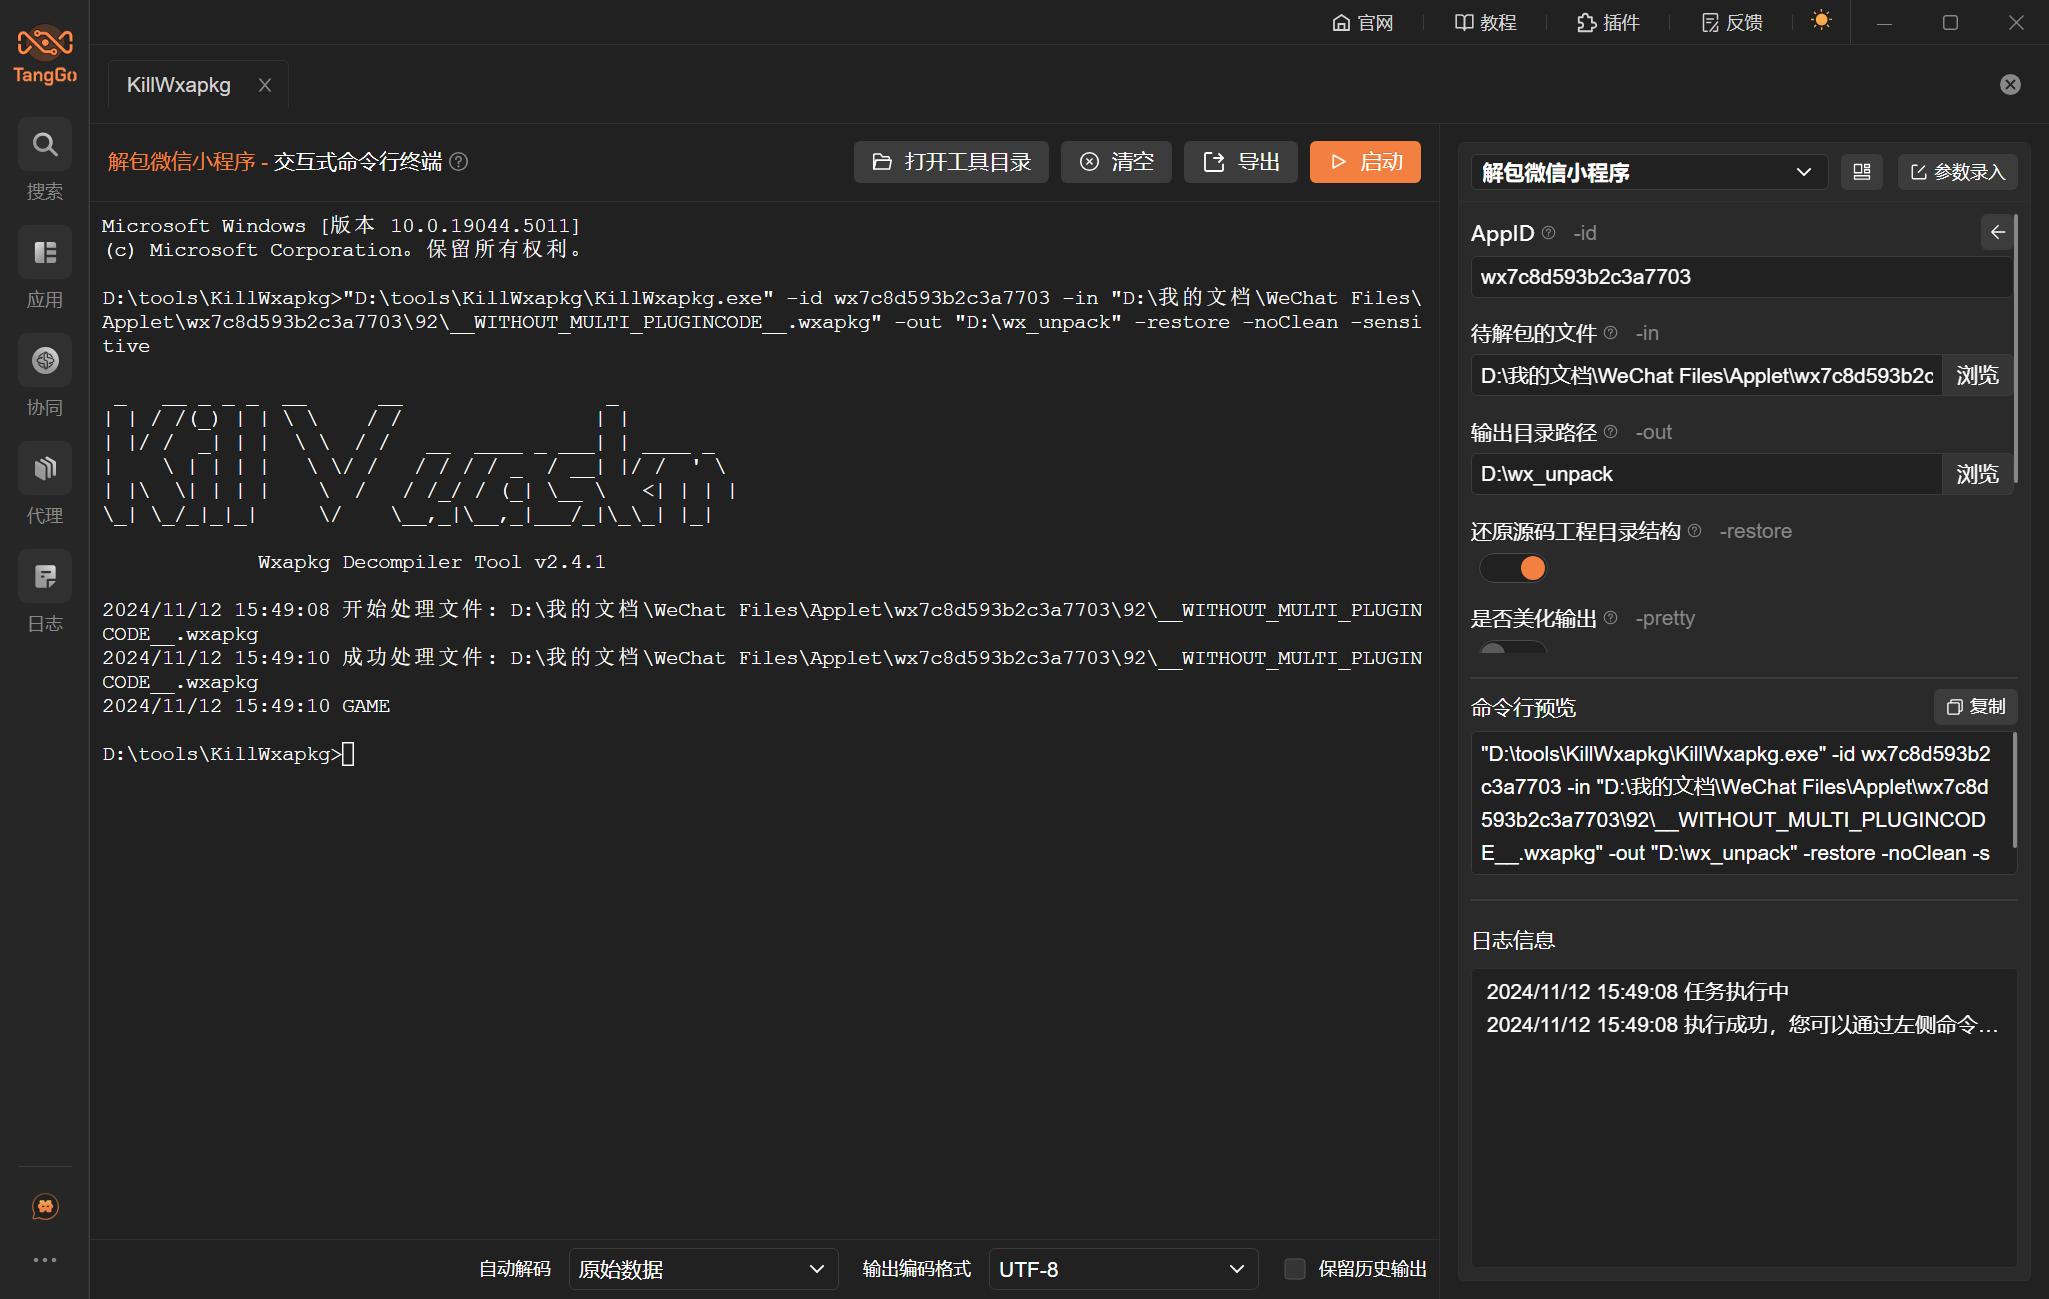 官网
教程
插件
反馈
TangGo
KillWxapkg
搜索
应用
协同
代理
日志
解包微信小程序 - 交互式命令行终端
打开工具目录
清空
导出
启动
Microsoft Windows [版本 10.0.19044.5011]
(c) Microsoft Corporation。保留所有权利。
D:\tools\KillWxapkg>"D:\tools\KillWxapkg\KillWxapkg.exe" -id wx7c8d593b2c3a7703 -in "D:\我的文档\WeChat Files\
Applet\wx7c8d593b2c3a7703\92\__WITHOUT_MULTI_PLUGINCODE__.wxapkg" -out "D:\wx_unpack" -restore -noClean -sensi
tive
Wxapkg Decompiler Tool v2.4.1
2024/11/12 15:49:08 开始处理文件: D:\我的文档\WeChat Files\Applet\wx7c8d593b2c3a7703\92\__WITHOUT_MULTI_PLUGIN
CODE__.wxapkg
2024/11/12 15:49:10 成功处理文件: D:\我的文档\WeChat Files\Applet\wx7c8d593b2c3a7703\92\__WITHOUT_MULTI_PLUGIN
CODE__.wxapkg
2024/11/12 15:49:10 GAME
D:\tools\KillWxapkg>
自动解码
原始数据
输出编码格式
UTF-8
保留历史输出
解包微信小程序
参数录入
AppID -id
wx7c8d593b2c3a7703
待解包的文件 -in
D:\我的文档\WeChat Files\Applet\wx7c8d593b2c
浏览
输出目录路径 -out
D:\wx_unpack
浏览
还原源码工程目录结构 -restore
是否美化输出 -pretty
命令行预览
复制
"D:\tools\KillWxapkg\KillWxapkg.exe" -id wx7c8d593b2
c3a7703 -in "D:\我的文档\WeChat Files\Applet\wx7c8d
593b2c3a7703\92\__WITHOUT_MULTI_PLUGINCOD
E__.wxapkg" -out "D:\wx_unpack" -restore -noClean -s
日志信息
2024/11/12 15:49:08 任务执行中
2024/11/12 15:49:08 执行成功，您可以通过左侧命令...